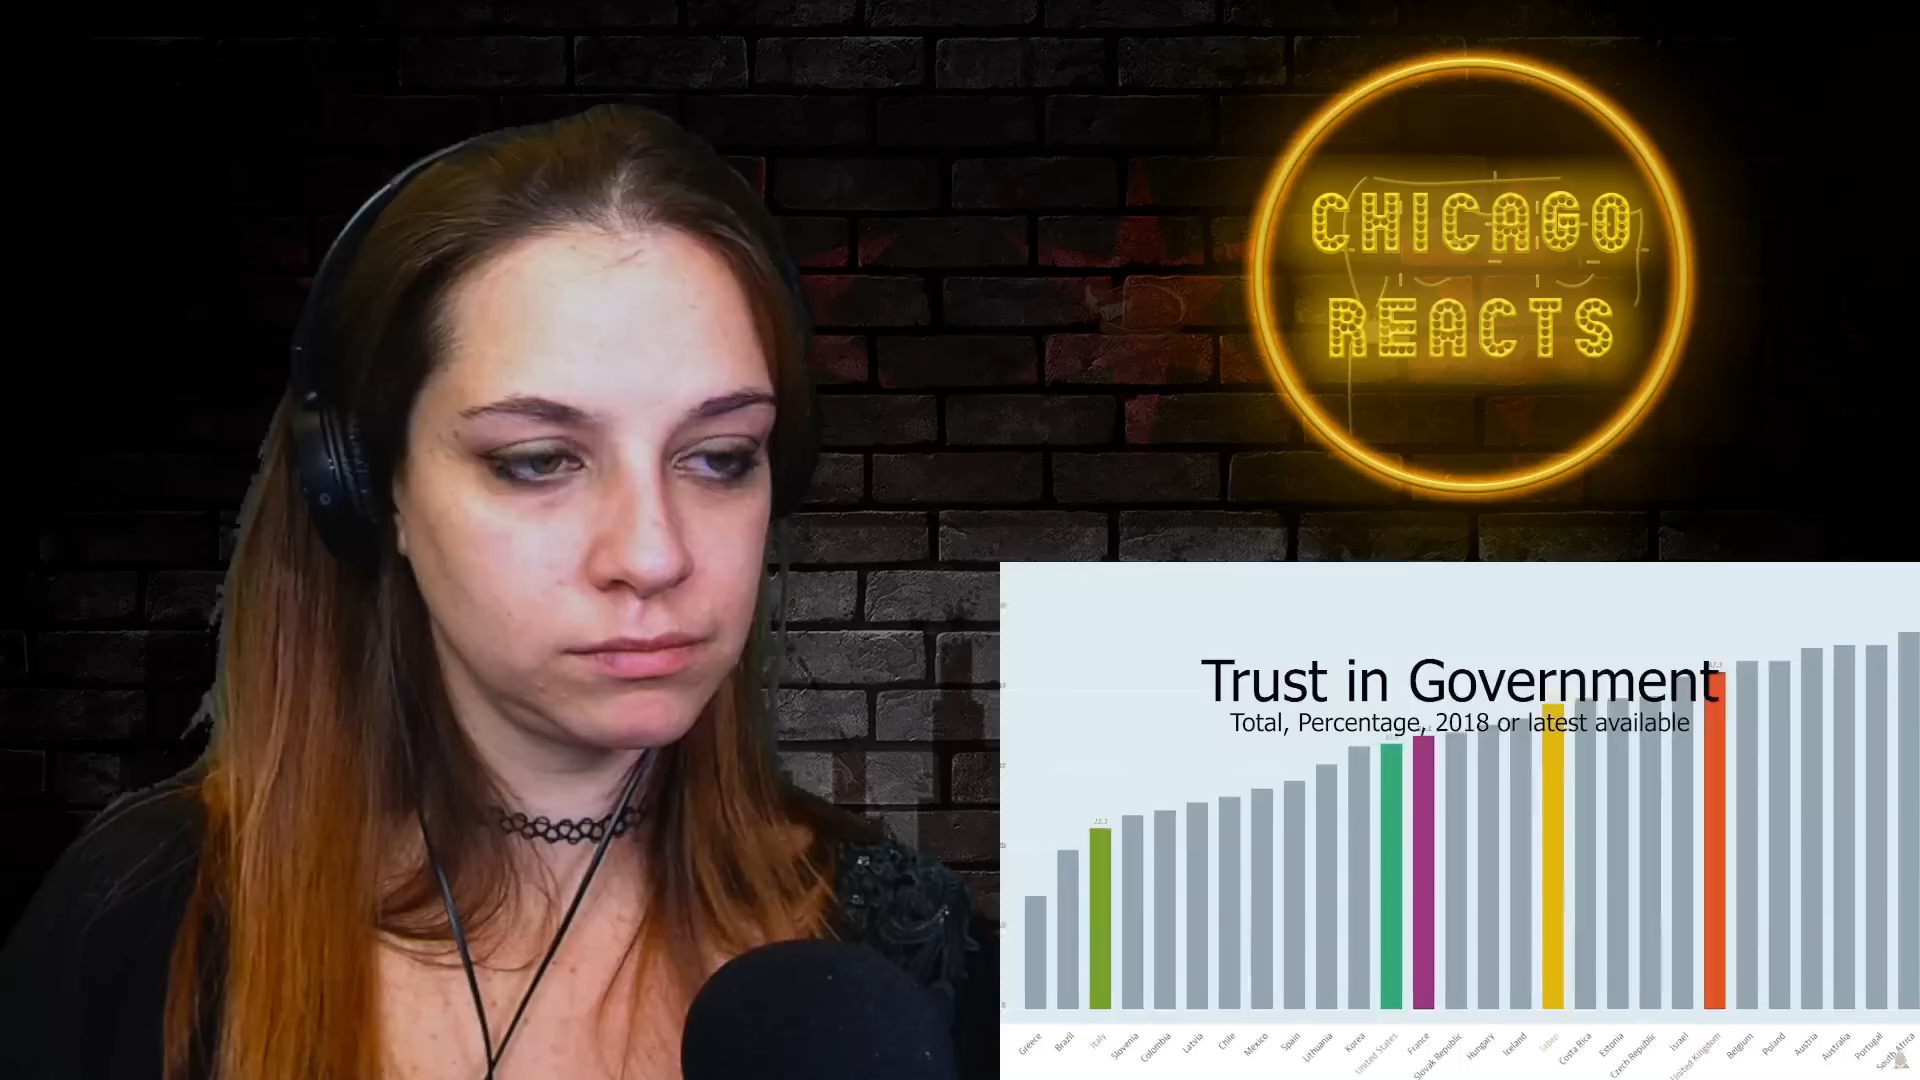 CHICAGO
REACTS
Trust in Government
Total, Percentage, 2018 or latest available
22.7
Greece
Brazil
Italy
Slovenia
Colombia
Latvia
Chile
Mexico
Spain
Lithuania
Korea
United States
France
Slovak Republic
Hungary
Iceland
Japan
Costa Rica
Estonia
Czech Republic
Israel
United Kingdom
Belgium
Poland
Austria
Australia
Portugal
South Africa